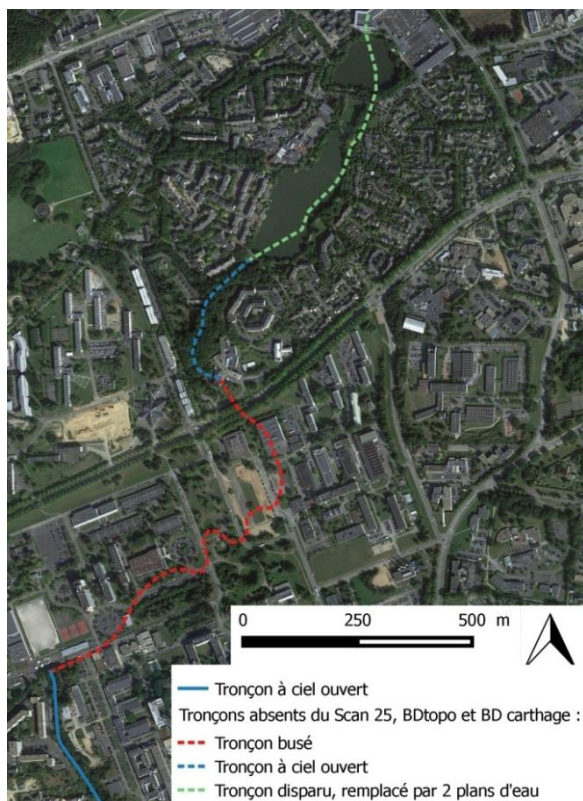 0 250 500 m
Tronçon à ciel ouvert
Tronçons absents du Scan 25, BDtopo et BD carthage :
Tronçon busé
Tronçon à ciel ouvert
Tronçon disparu, remplacé par 2 plans d'eau